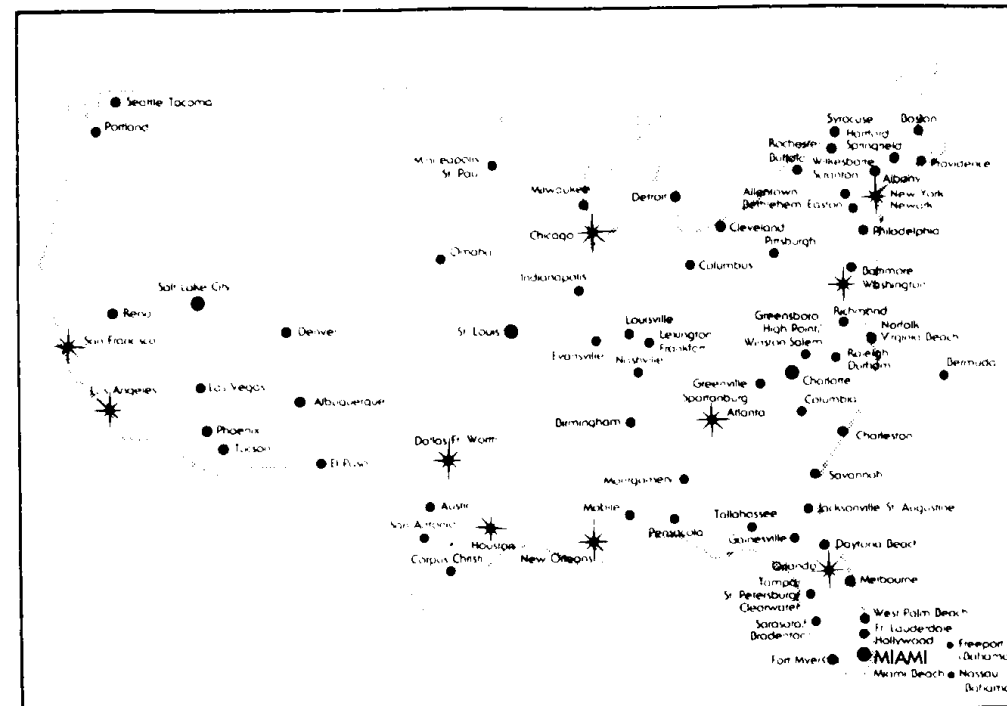 Seattle Tacoma
Portland
Syracuse
Boston
Hartford
Rochester
Springfield
Buffalo
Wilkesbarre
Scranton
Providence
Minneapolis
St. Paul
Albany
Milwaukee
Detroit
Allentown
Bethlehem Easton
New York
Newark
Chicago
Cleveland
Philadelphia
Pittsburgh
Omaha
Columbus
Baltimore
Washington
Indianapolis
Salt Lake City
Reno
Denver
St. Louis
Louisville
Lexington
Frankfort
Greensboro
High Point/
Winston Salem
Richmond
Norfolk
Virginia Beach
San Francisco
Evansville
Nashville
Raleigh
Durham
Bermuda
Los Angeles
Las Vegas
Albuquerque
Greenville
Spartanburg
Charlotte
Columbia
Atlanta
Birmingham
Phoenix
Tucson
El Paso
Dallas Ft. Worth
Charleston
Montgomery
Savannah
Austin
San Antonio
Houston
Corpus Christi
New Orleans
Mobile
Pensacola
Tallahassee
Gainesville
Jacksonville St. Augustine
Daytona Beach
Orlando
Melbourne
Tampa/
St. Petersburg/
Clearwater
Sarasota/
Bradenton
West Palm Beach
Ft. Lauderdale
Hollywood
Freeport
(Bahama
Fort Myers
MIAMI
Miami Beach
Nassau
Bahama